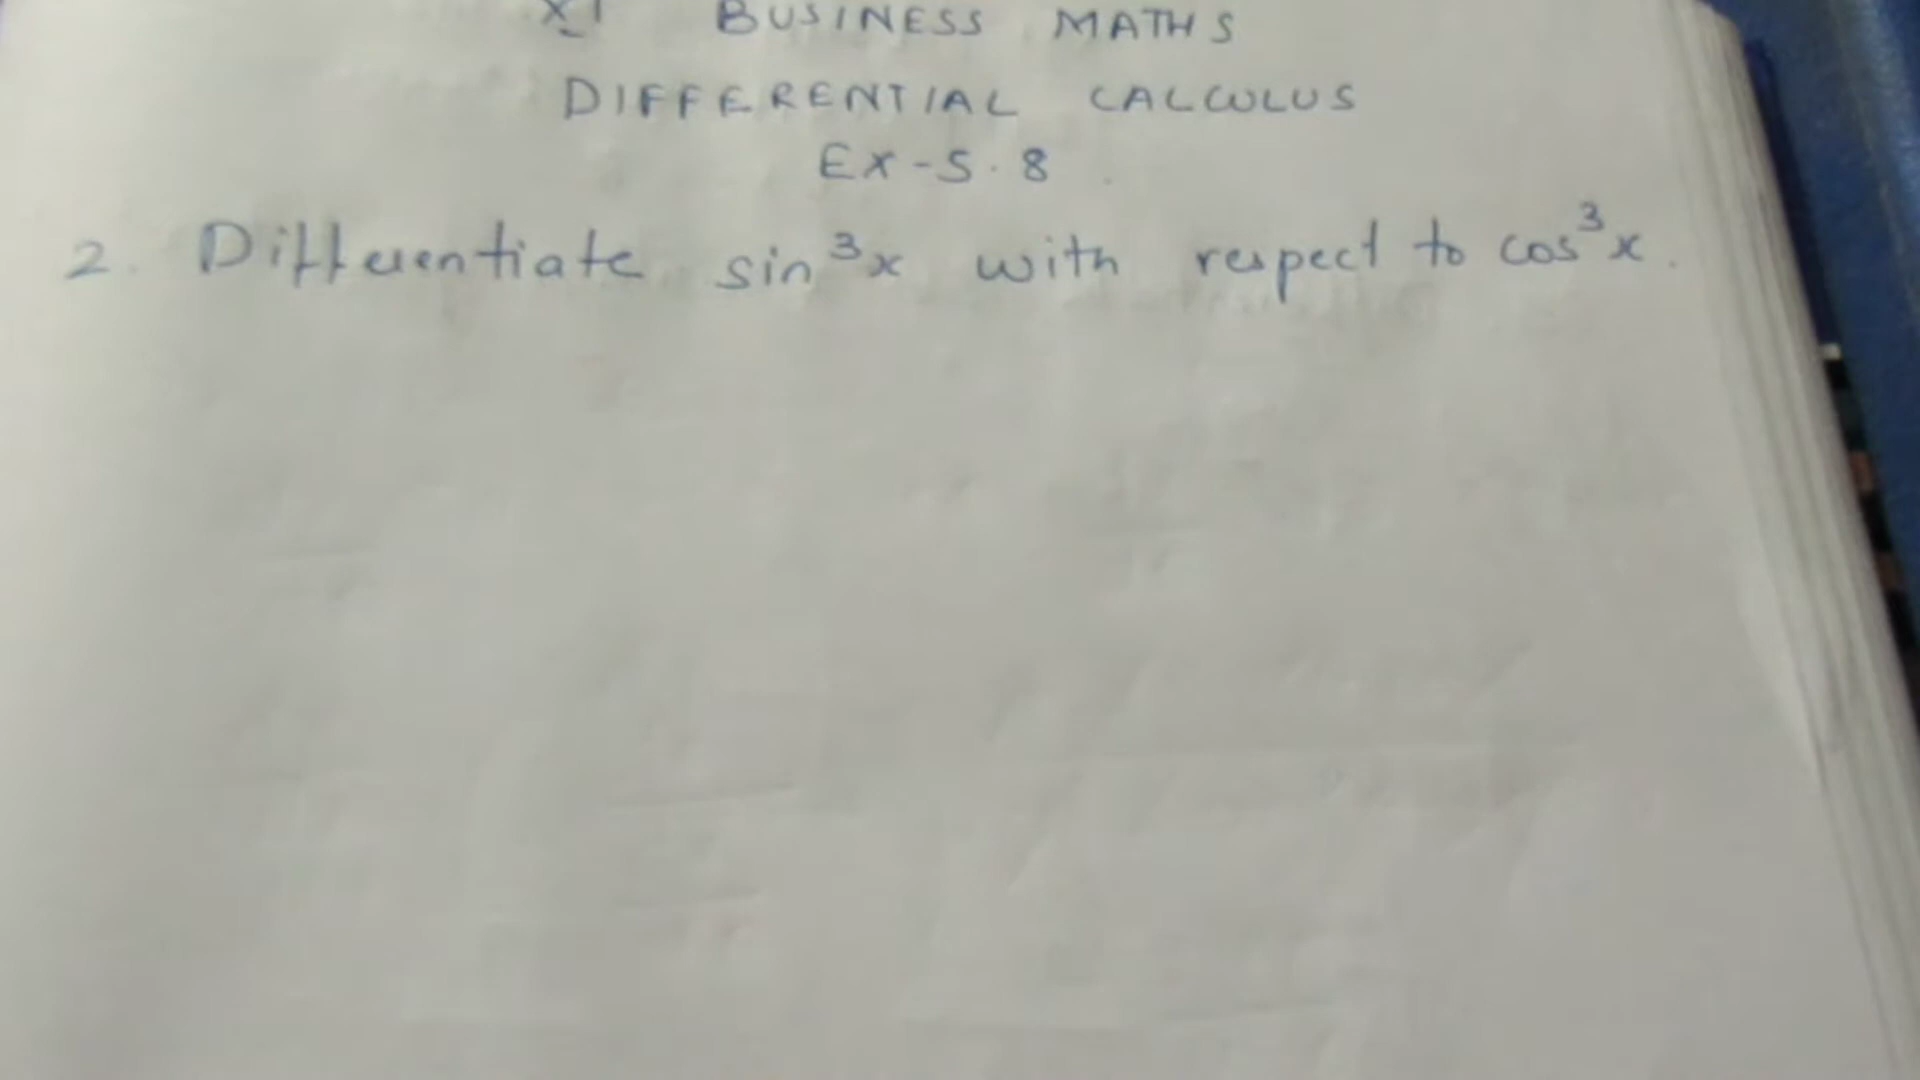 XI BUSINESS MATHS
DIFFERENTIAL CALCULUS
Ex-5.8
2. Differentiate sin³x with respect to cos³x.